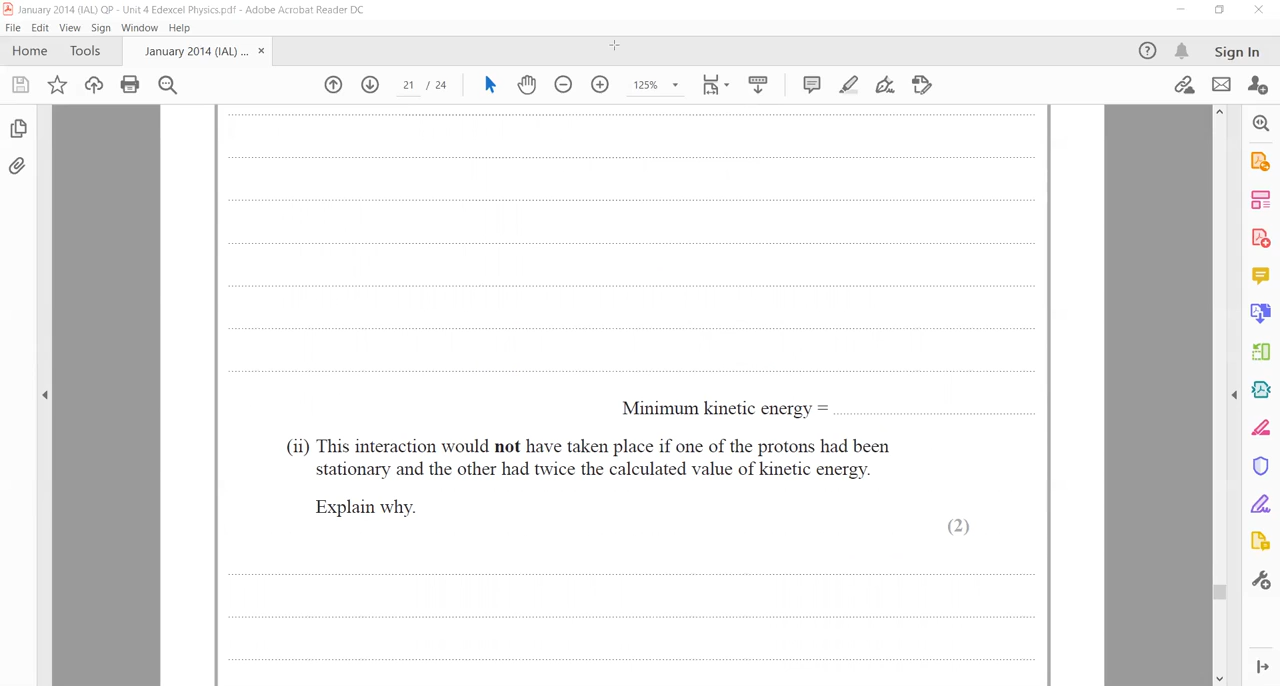 January 2014 (IAL) QP - Unit 4 Edexcel Physics.pdf - Adobe Acrobat Reader DC
File Edit View Sign Window Help
Home Tools January 2014 (IAL) ... × Sign In
21 / 24 125%
Minimum kinetic energy =
(ii) This interaction would not have taken place if one of the protons had been
stationary and the other had twice the calculated value of kinetic energy.
Explain why.
(2)